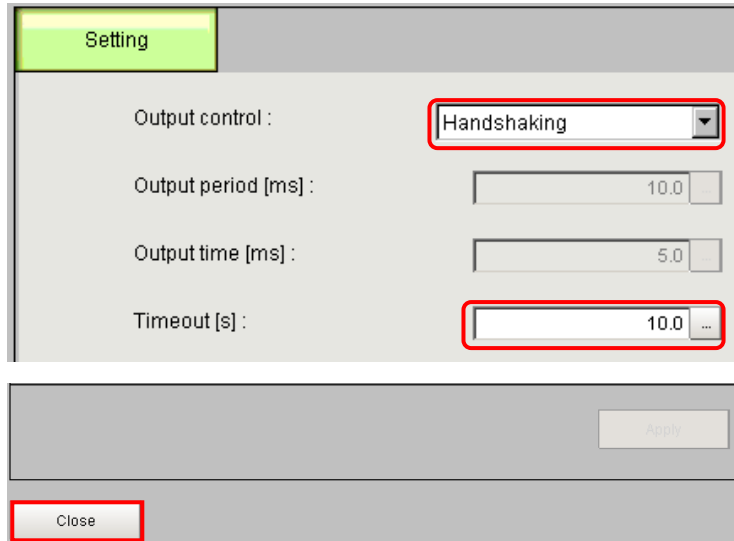 Setting
Output control : Handshaking
Output period [ms] : 10.0 ...
Output time [ms] : 5.0 ...
Timeout [s] : 10.0 ...
Apply
Close